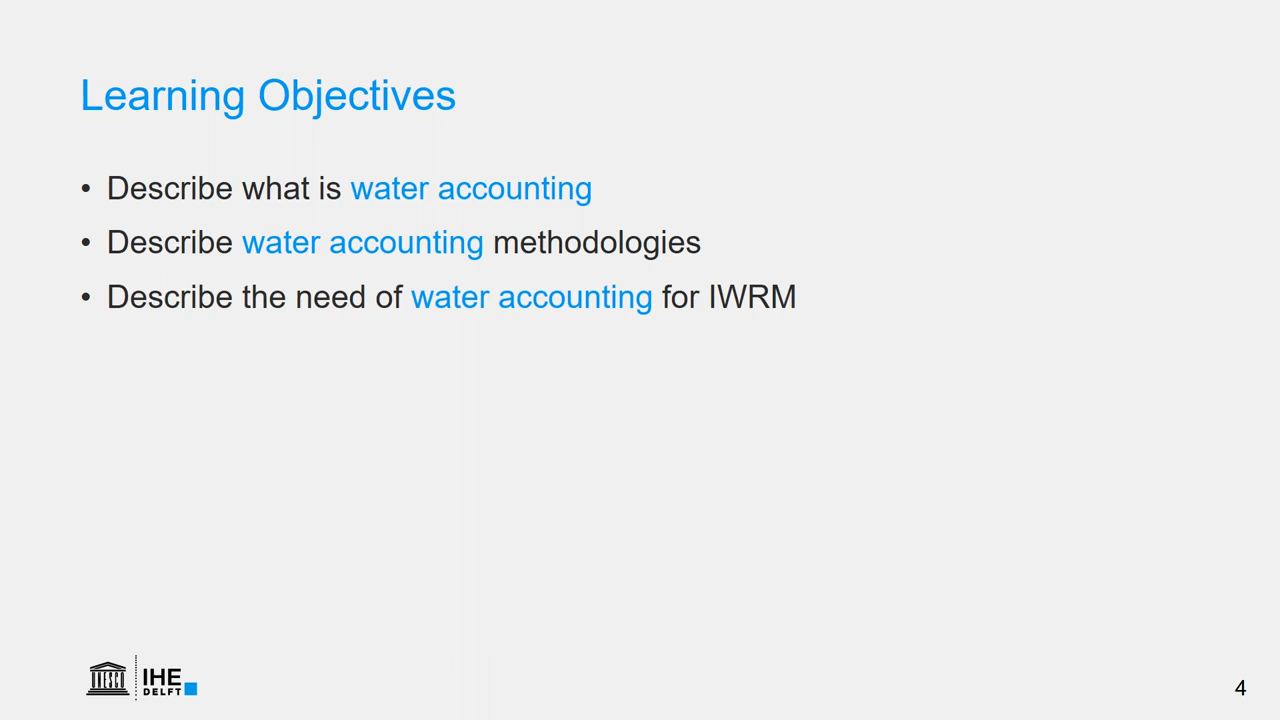 Learning Objectives
• Describe what is water accounting
• Describe water accounting methodologies
• Describe the need of water accounting for IWRM
UNESCO
IHE
DELFT
4